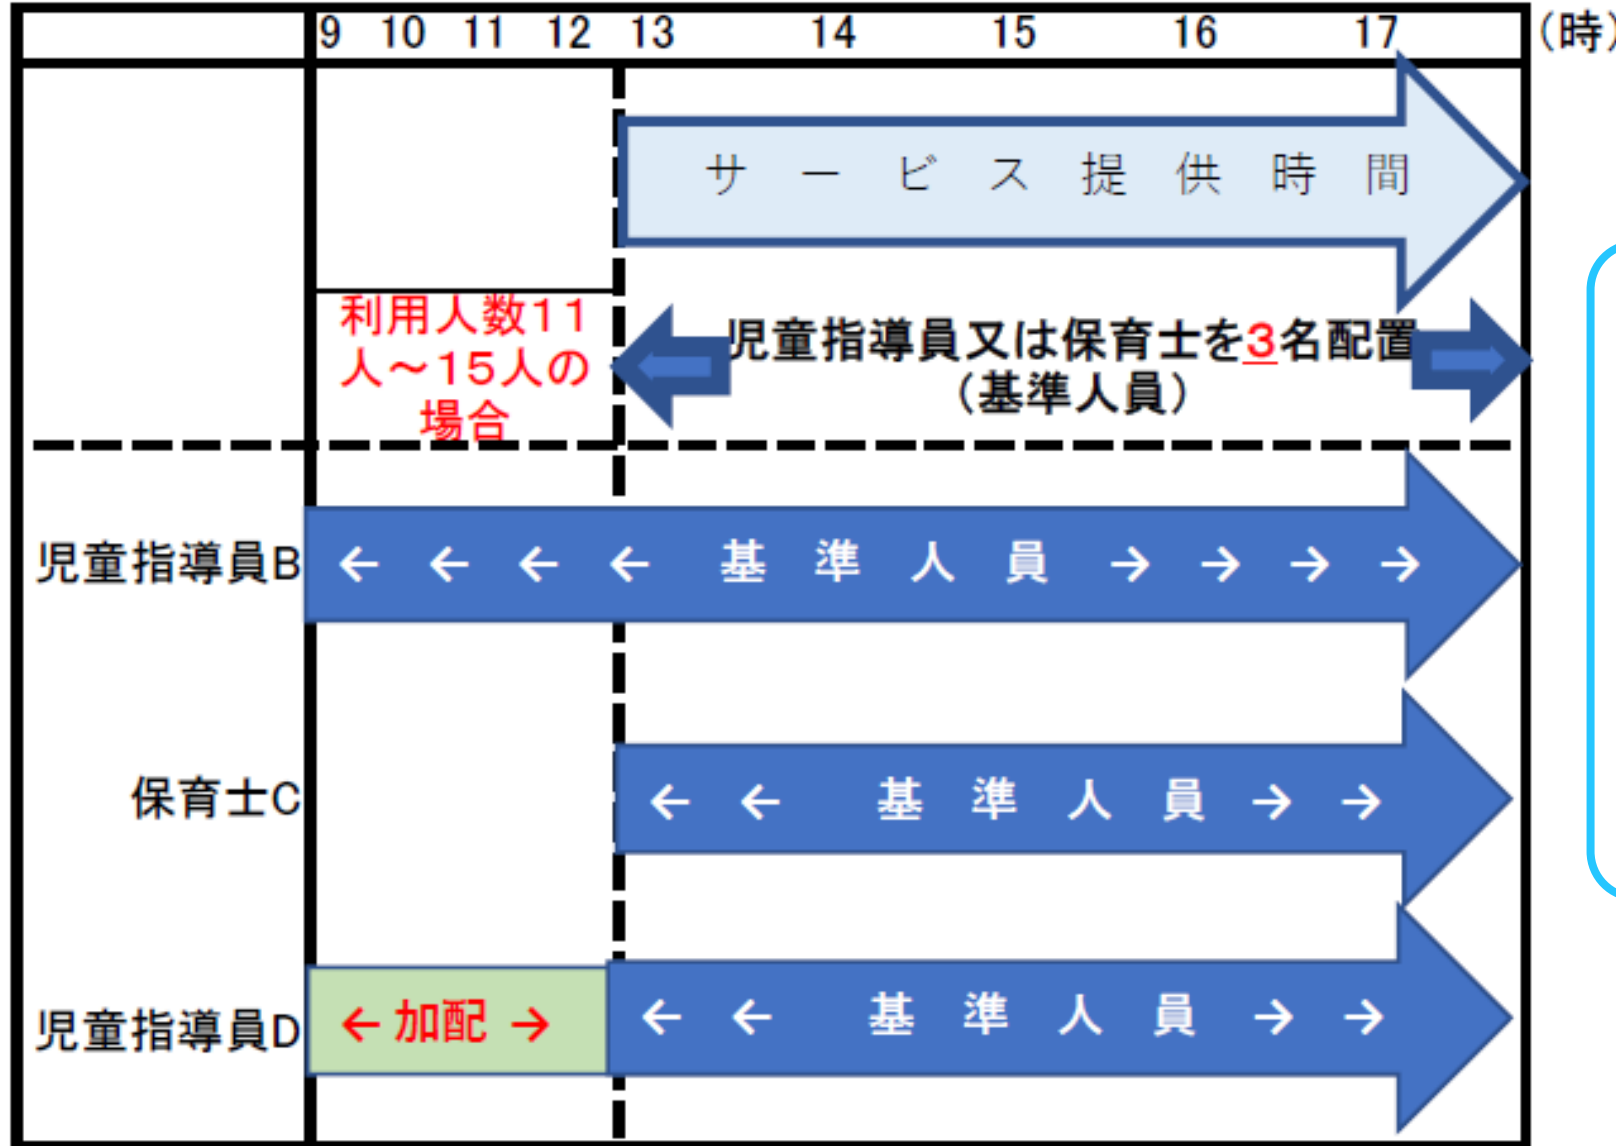 9 10 11 12 13 14 15 16 17 (時)
サービス提供時間
利用人数11
人～15人の
場合
児童指導員又は保育士を3名配置
（基準人員）
児童指導員B
← ← ← ← 基準人員 → → → →
保育士C
← ← 基準人員 → →
児童指導員D
←加配→
← ← 基準人員 → →